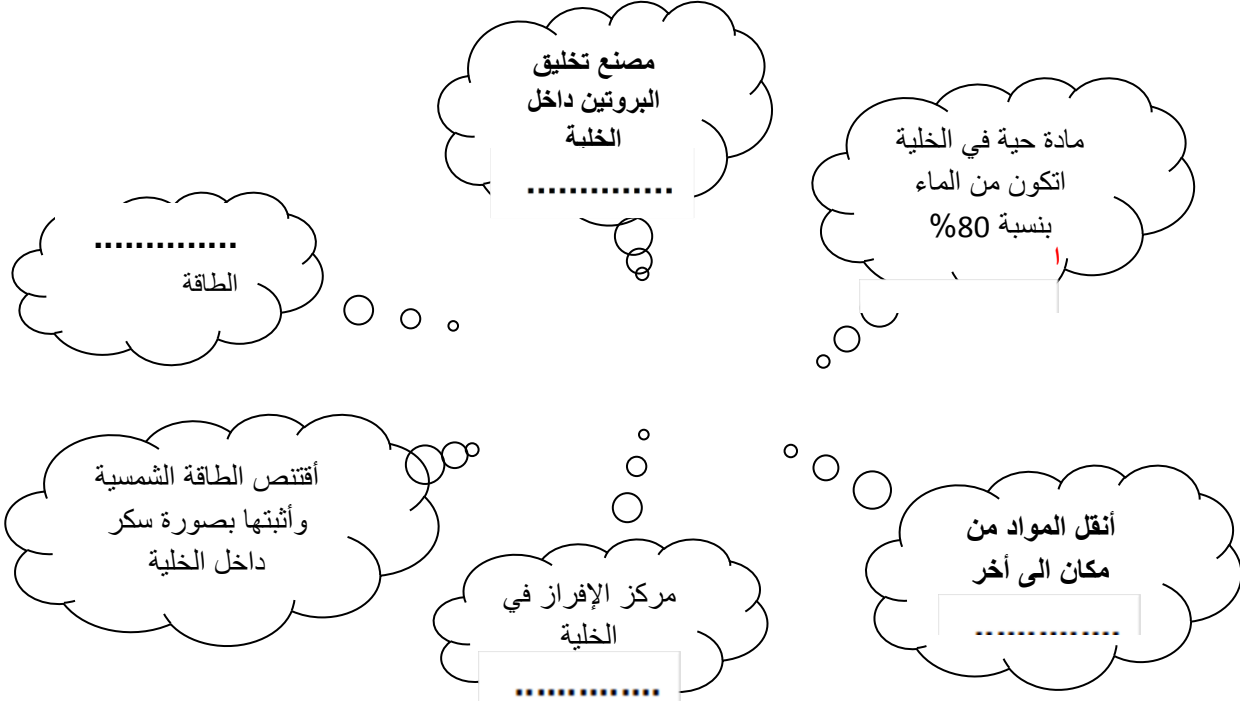 مصنع تخليق
البروتين داخل
الخلية
..............
مادة حية في الخلية
اتكون من الماء
بنسبة 80%
ا
..............
الطاقة
أقتنص الطاقة الشمسية
وأثبتها بصورة سكر
داخل الخلية
مركز الإفراز في
الخلية
..............
أنقل المواد من
مكان الى أخر
..............